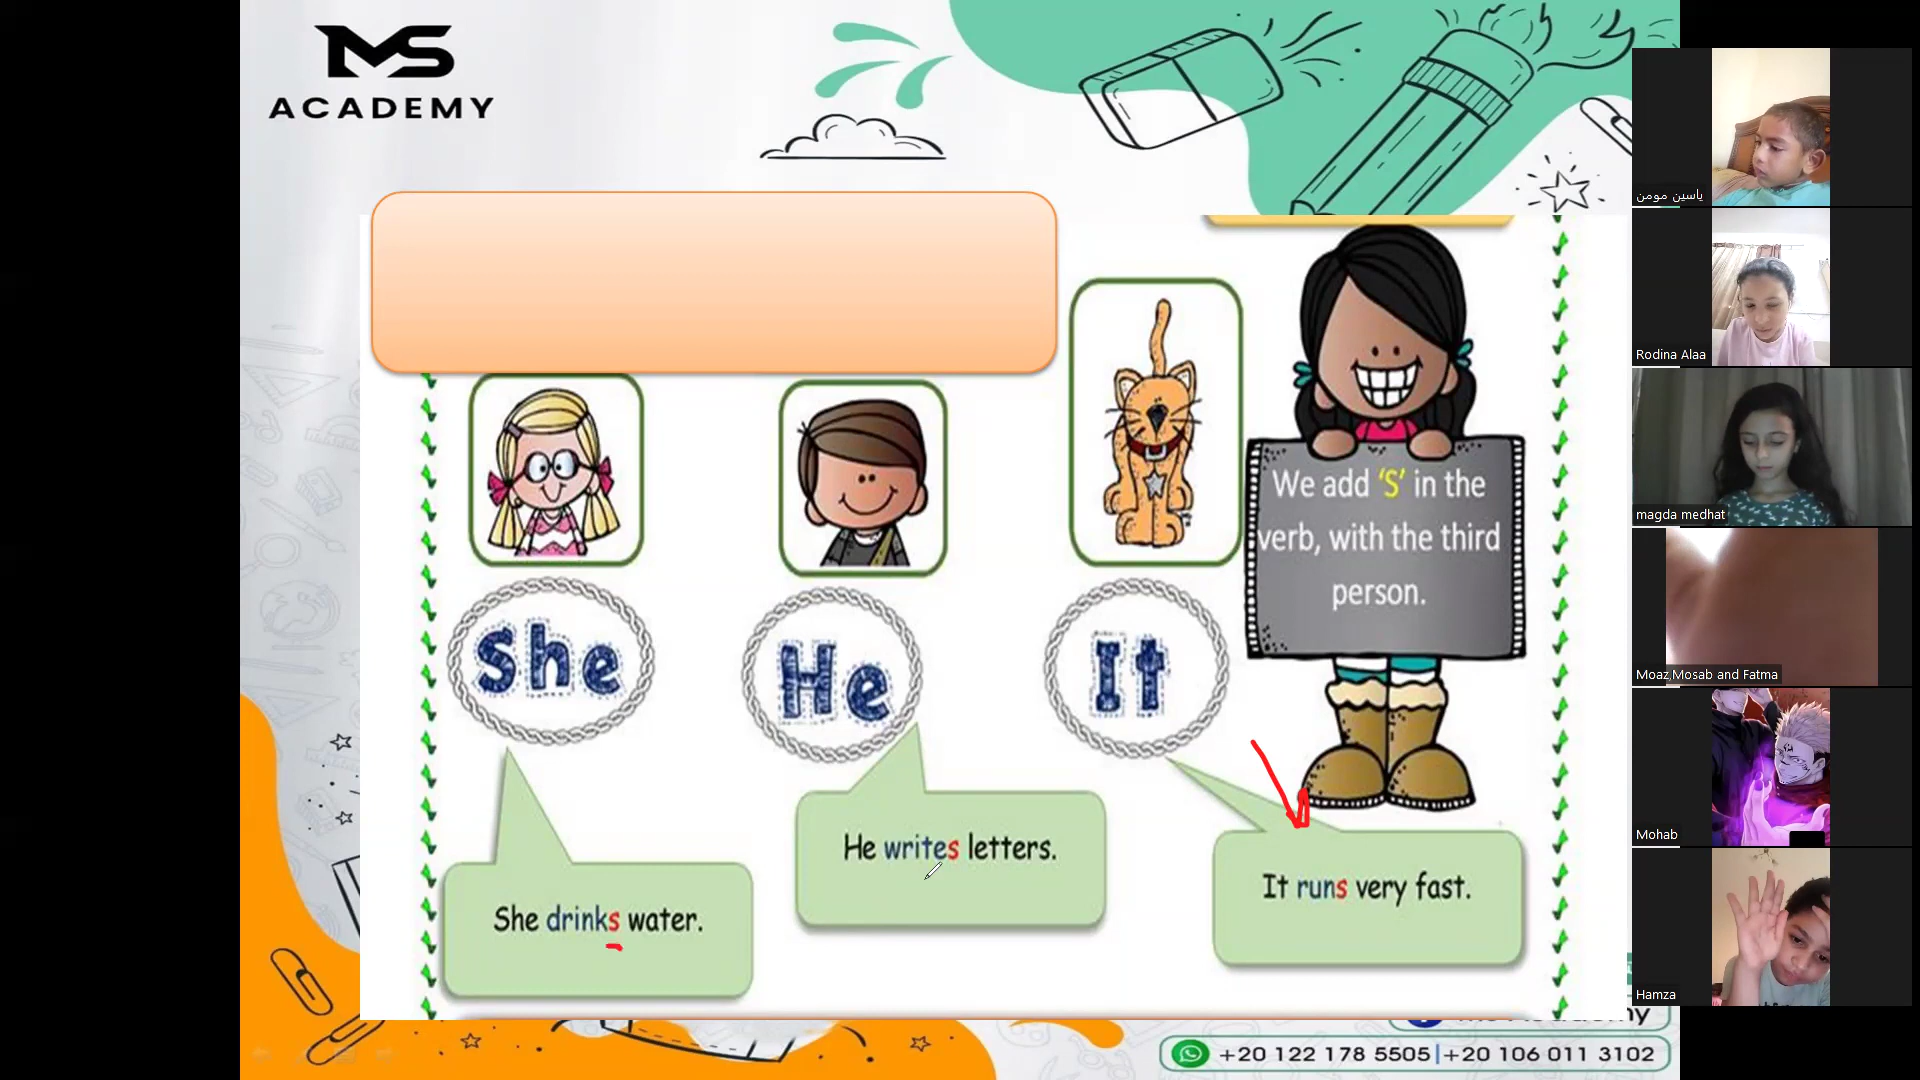 MS
ACADEMY
We add 'S' in the
verb, with the third
person.
She
He
It
She drinks water.
He writes letters.
It runs very fast.
ياسين مومن
Rodina Alaa
magda medhat
Moaz,Mosab and Fatma
Mohab
Hamza
+20 122 178 5505|+20 106 011 3102